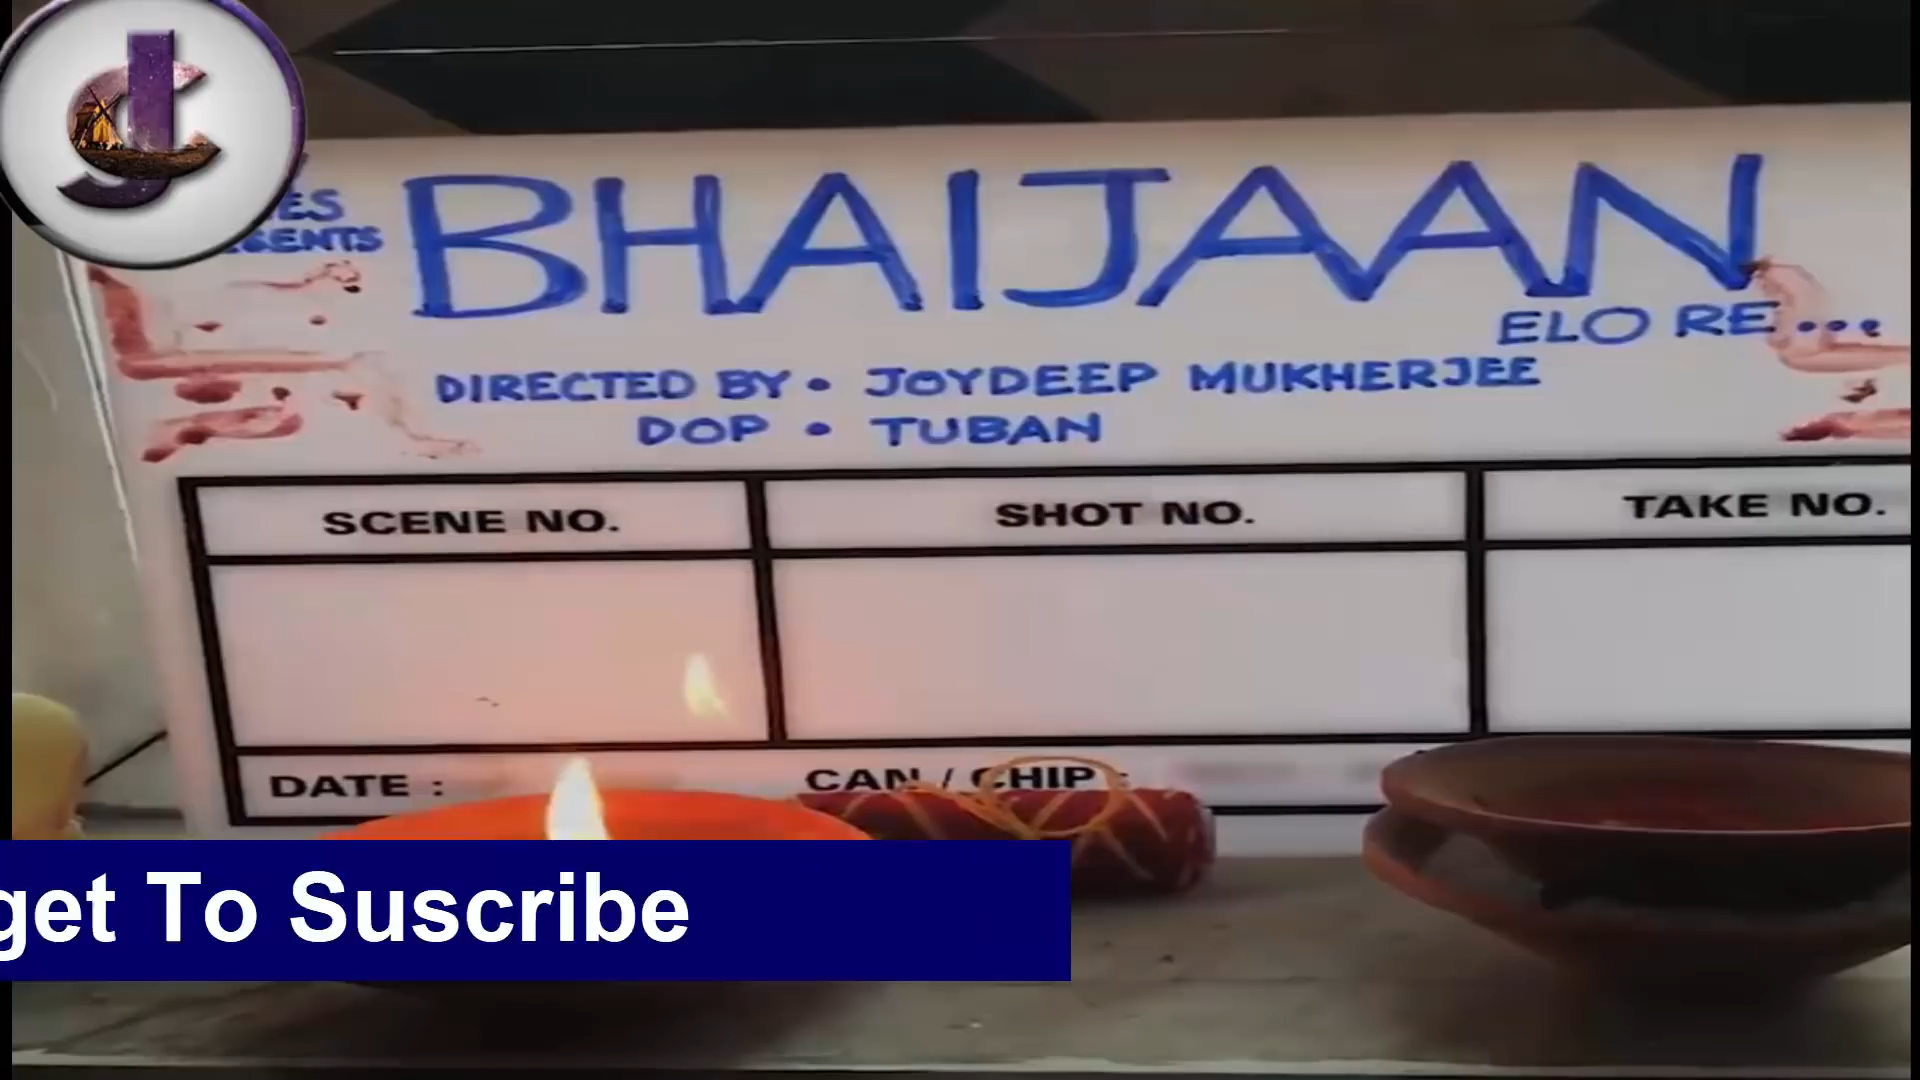 BHAIJAAN
ELO RE...
DIRECTED BY • JOYDEEP MUKHERJEE
DOP • TUBAN
SCENE NO. SHOT NO. TAKE NO.
DATE : CAN / CHIP :
get To Suscribe